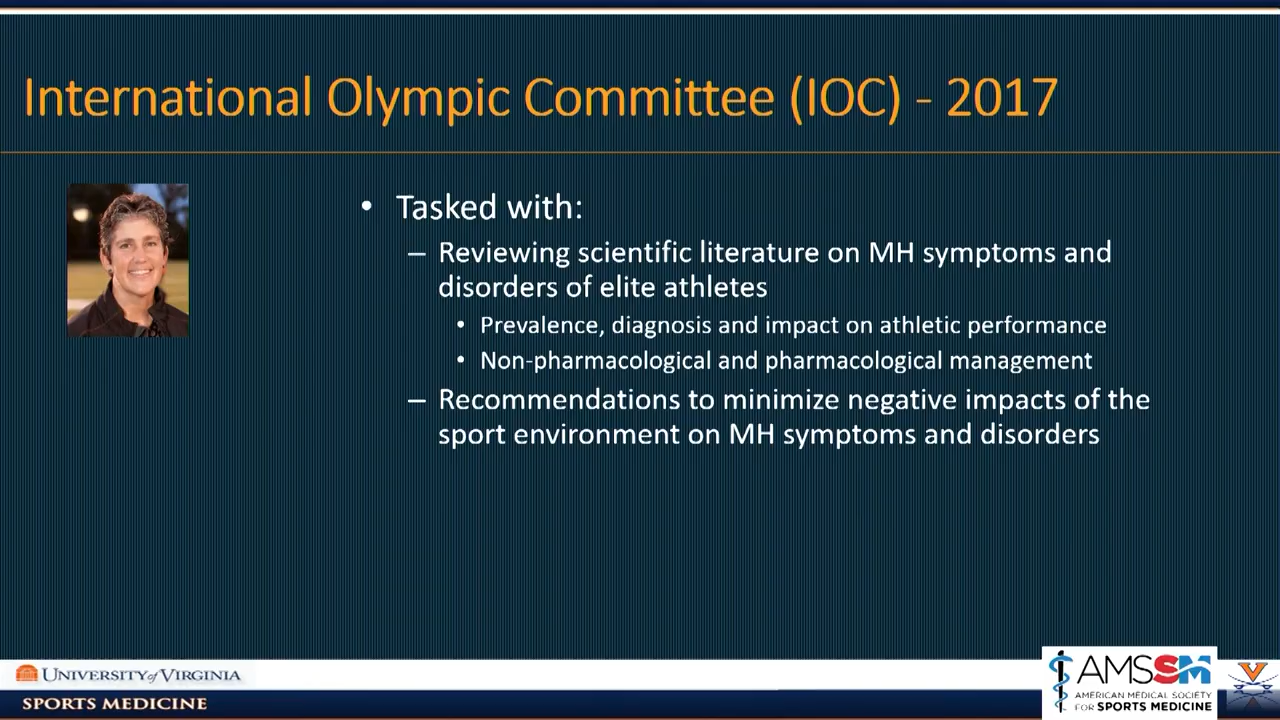 International Olympic Committee (IOC) - 2017
• Tasked with:
– Reviewing scientific literature on MH symptoms and
disorders of elite athletes
• Prevalence, diagnosis and impact on athletic performance
• Non-pharmacological and pharmacological management
– Recommendations to minimize negative impacts of the
sport environment on MH symptoms and disorders
UNIVERSITY of VIRGINIA
SPORTS MEDICINE
AMSSM
AMERICAN MEDICAL SOCIETY
FOR SPORTS MEDICINE
V